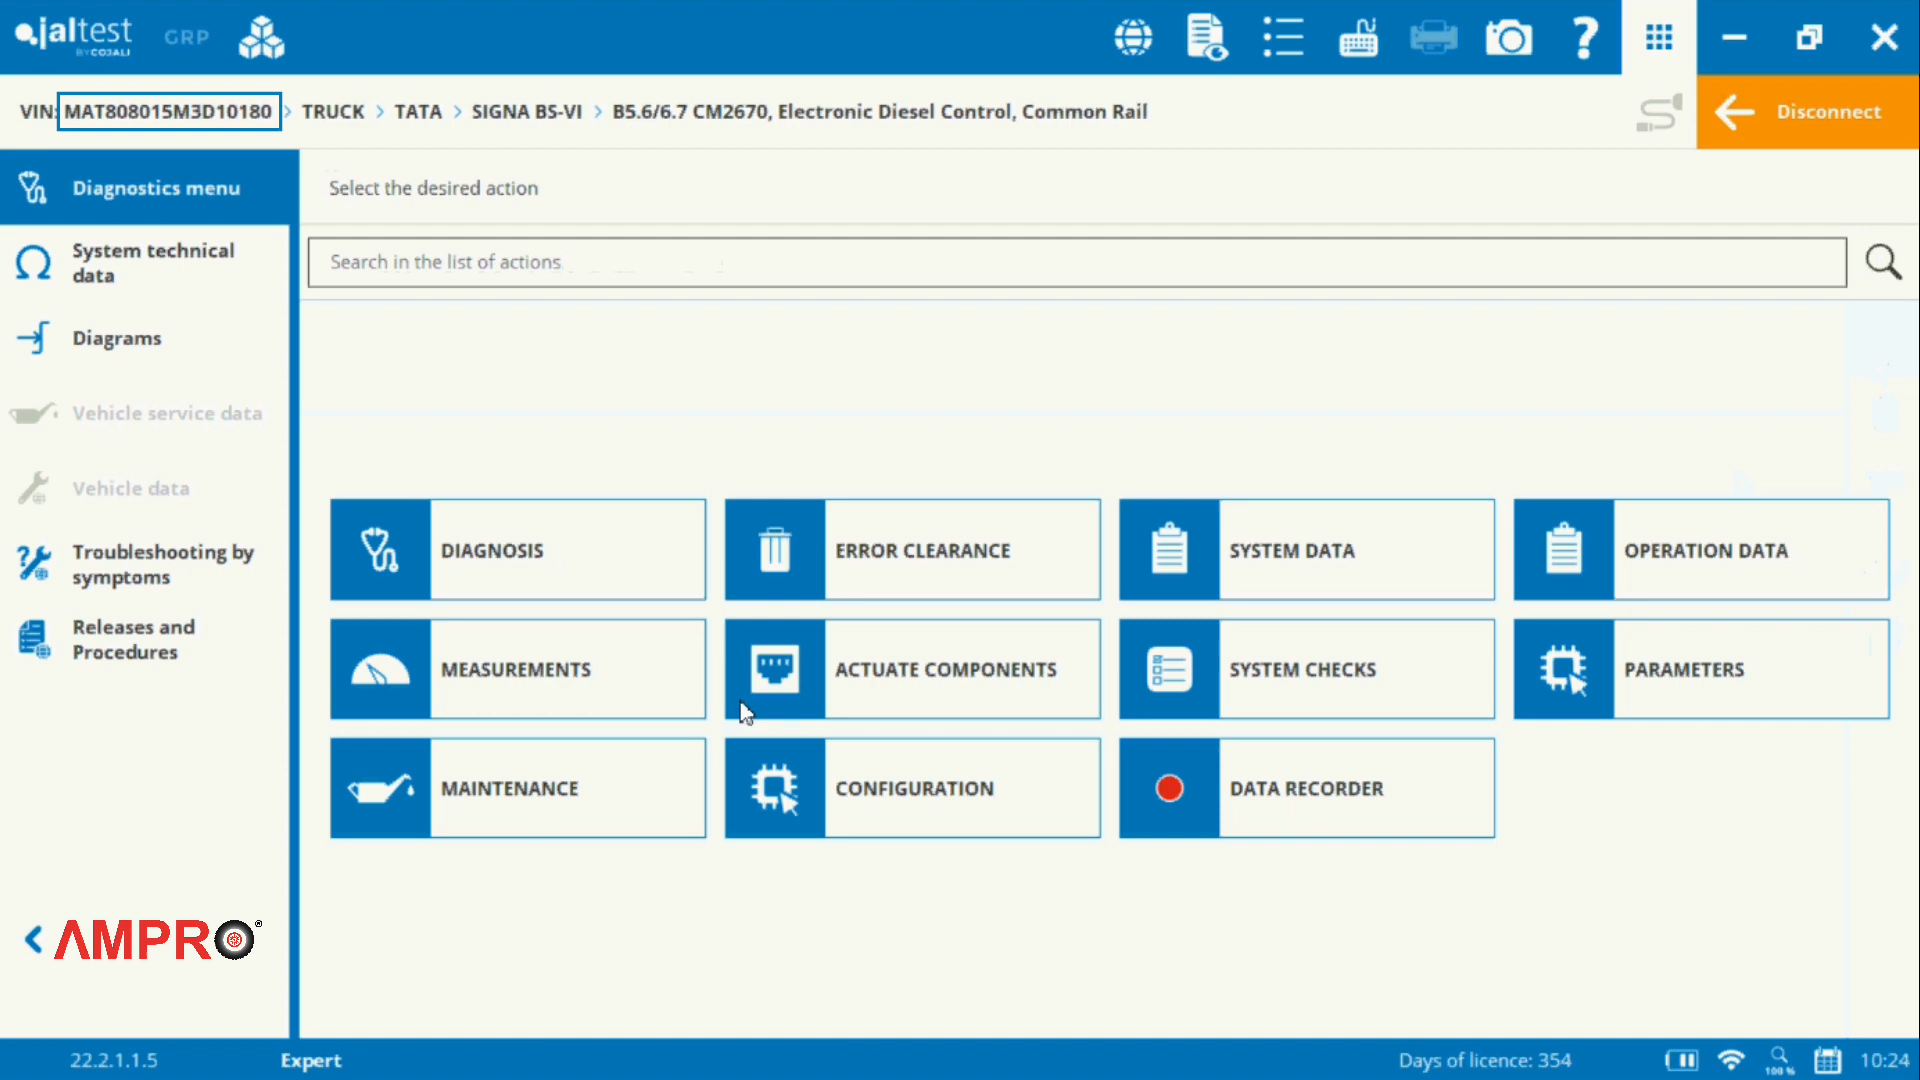 jaltest
BY COJALI
GRP
VIN: MAT808015M3D10180 > TRUCK > TATA > SIGNA BS-VI > B5.6/6.7 CM2670, Electronic Diesel Control, Common Rail
Disconnect
Diagnostics menu
Select the desired action
System technical
data
Search in the list of actions
Diagrams
Vehicle service data
Vehicle data
Troubleshooting by
symptoms
Releases and
Procedures
DIAGNOSIS
ERROR CLEARANCE
SYSTEM DATA
OPERATION DATA
MEASUREMENTS
ACTUATE COMPONENTS
SYSTEM CHECKS
PARAMETERS
MAINTENANCE
CONFIGURATION
DATA RECORDER
AMPRO®
22.2.1.1.5
Expert
Days of licence: 354
100 %
10:24